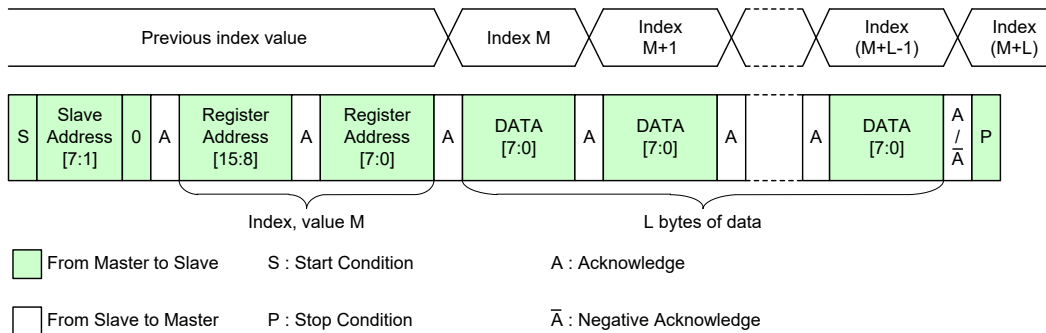 Previous index value
Index M
Index
M+1
Index
(M+L-1)
Index
(M+L)
S
Slave
Address
[7:1]
0
A
Register
Address
[15:8]
A
Register
Address
[7:0]
A
DATA
[7:0]
A
DATA
[7:0]
A
A
DATA
[7:0]
A
/
A̅
P
Index, value M
L bytes of data
From Master to Slave
S : Start Condition
A : Acknowledge
From Slave to Master
P : Stop Condition
A̅ : Negative Acknowledge